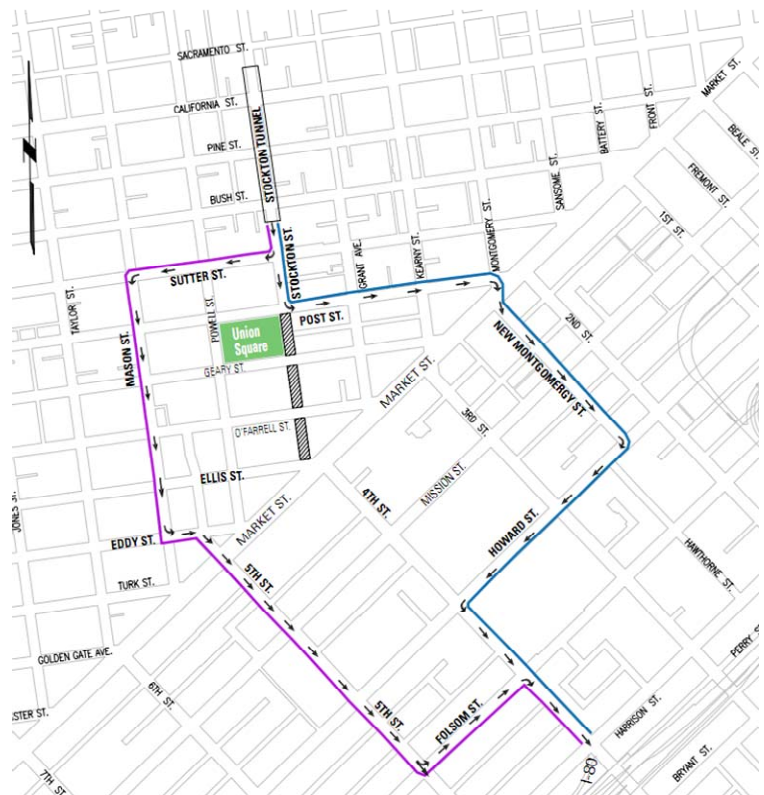 SACRAMENTO ST.
CALIFORNIA ST.
PINE ST.
BUSH ST.
STOCKTON TUNNEL
FRONT ST.
MARKET ST.
BATTERY ST.
BEALE ST.
SANSOME ST.
FREMONT ST.
MONTGOMERY ST.
1ST ST.
KEARNY ST.
GRANT AVE.
STOCKTON ST.
SUTTER ST.
TAYLOR ST.
POWELL ST.
POST ST.
Union
Square
2ND ST.
MASON ST.
GEARY ST.
NEW MONTGOMERGY ST.
MARKET ST.
O'FARRELL ST.
3RD ST.
ELLIS ST.
MISSION ST.
4TH ST.
JONES ST.
MARKET ST.
EDDY ST.
HOWARD ST.
HAWTHORNE ST.
TURK ST.
5TH ST.
GOLDEN GATE AVE.
PERRY ST.
6TH ST.
ASTER ST.
5TH ST.
FOLSOM ST.
HARRISON ST.
I-80
BRYANT ST.
7TH ST.
N